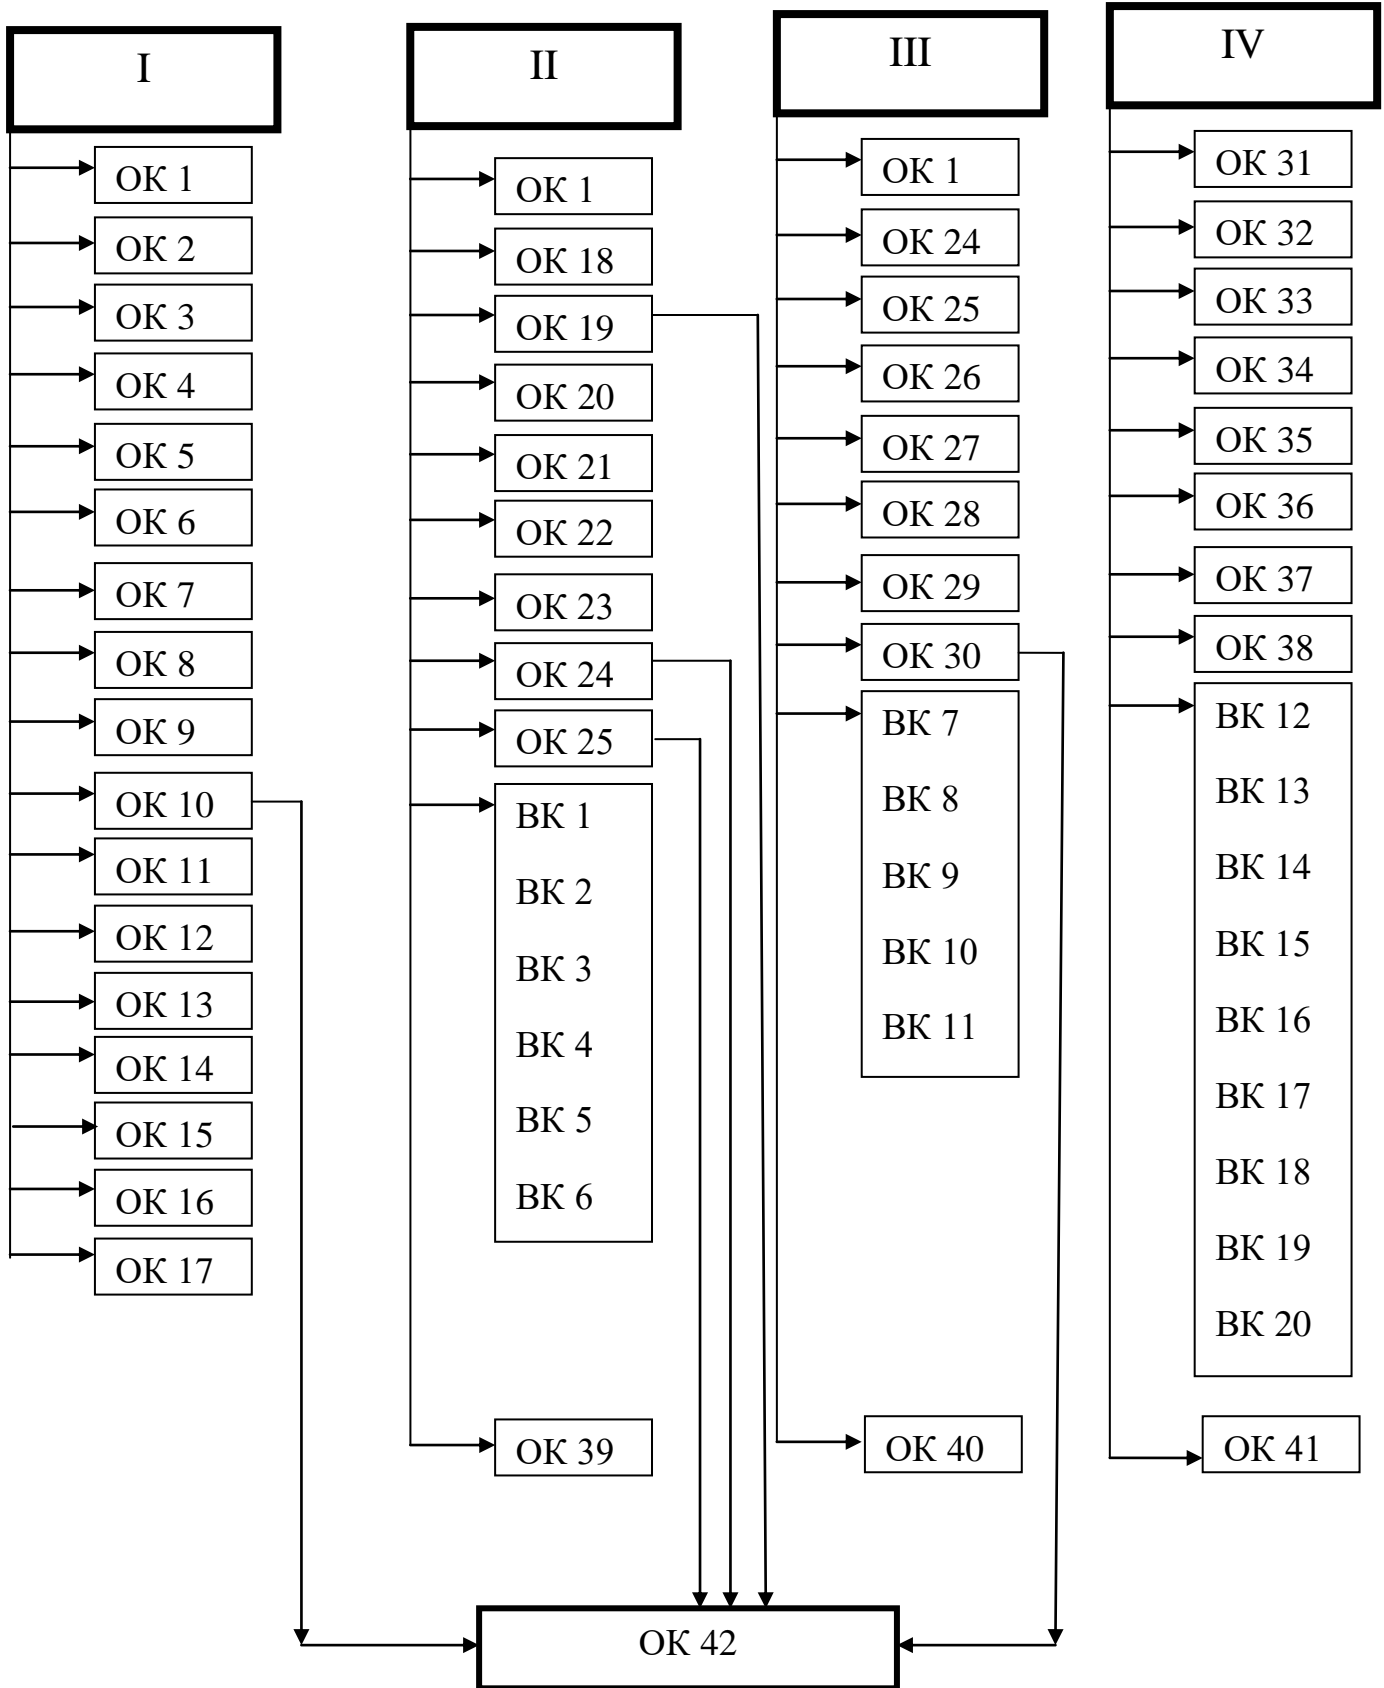 I
ОК 1
ОК 2
ОК 3
ОК 4
ОК 5
ОК 6
ОК 7
ОК 8
ОК 9
ОК 10
ОК 11
ОК 12
ОК 13
ОК 14
ОК 15
ОК 16
ОК 17
II
ОК 1
ОК 18
ОК 19
ОК 20
ОК 21
ОК 22
ОК 23
ОК 24
ОК 25
ВК 1
ВК 2
ВК 3
ВК 4
ВК 5
ВК 6
ОК 39
III
ОК 1
ОК 24
ОК 25
ОК 26
ОК 27
ОК 28
ОК 29
ОК 30
ВК 7
ВК 8
ВК 9
ВК 10
ВК 11
ОК 40
IV
ОК 31
ОК 32
ОК 33
ОК 34
ОК 35
ОК 36
ОК 37
ОК 38
ВК 12
ВК 13
ВК 14
ВК 15
ВК 16
ВК 17
ВК 18
ВК 19
ВК 20
ОК 41
ОК 42